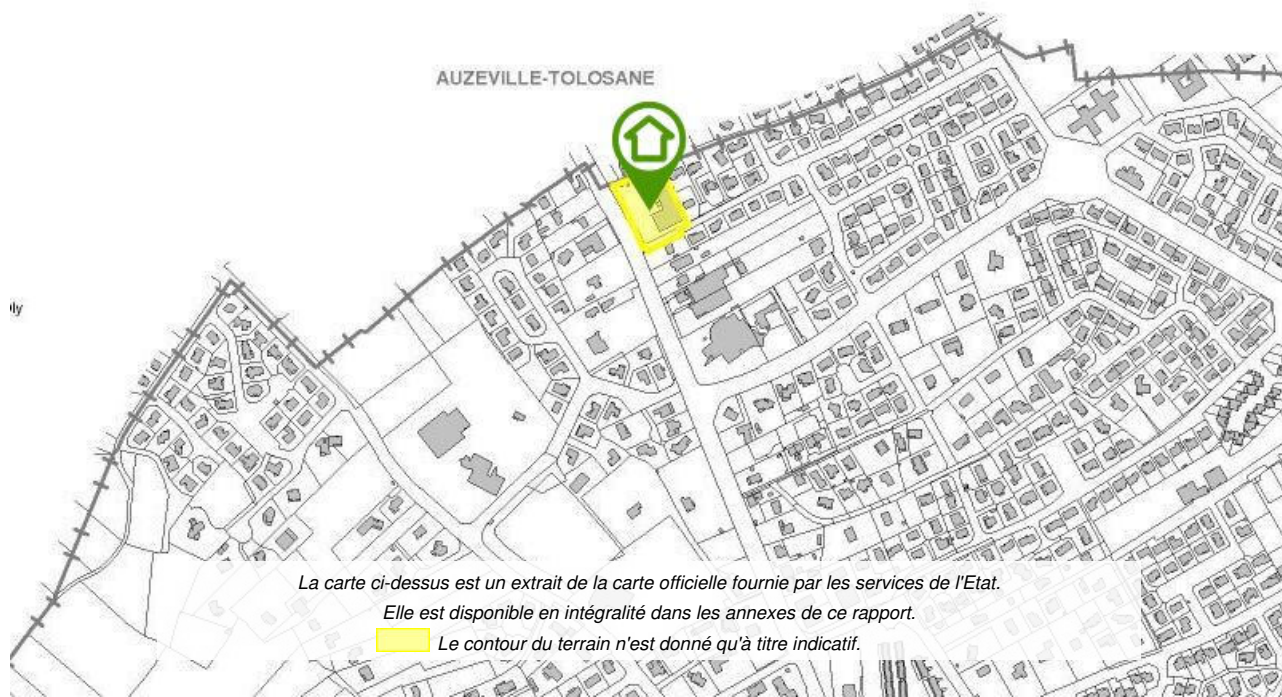 AUZEVILLE-TOLOSANE
ly
La carte ci-dessus est un extrait de la carte officielle fournie par les services de l'Etat.
Elle est disponible en intégralité dans les annexes de ce rapport.
Le contour du terrain n'est donné qu'à titre indicatif.